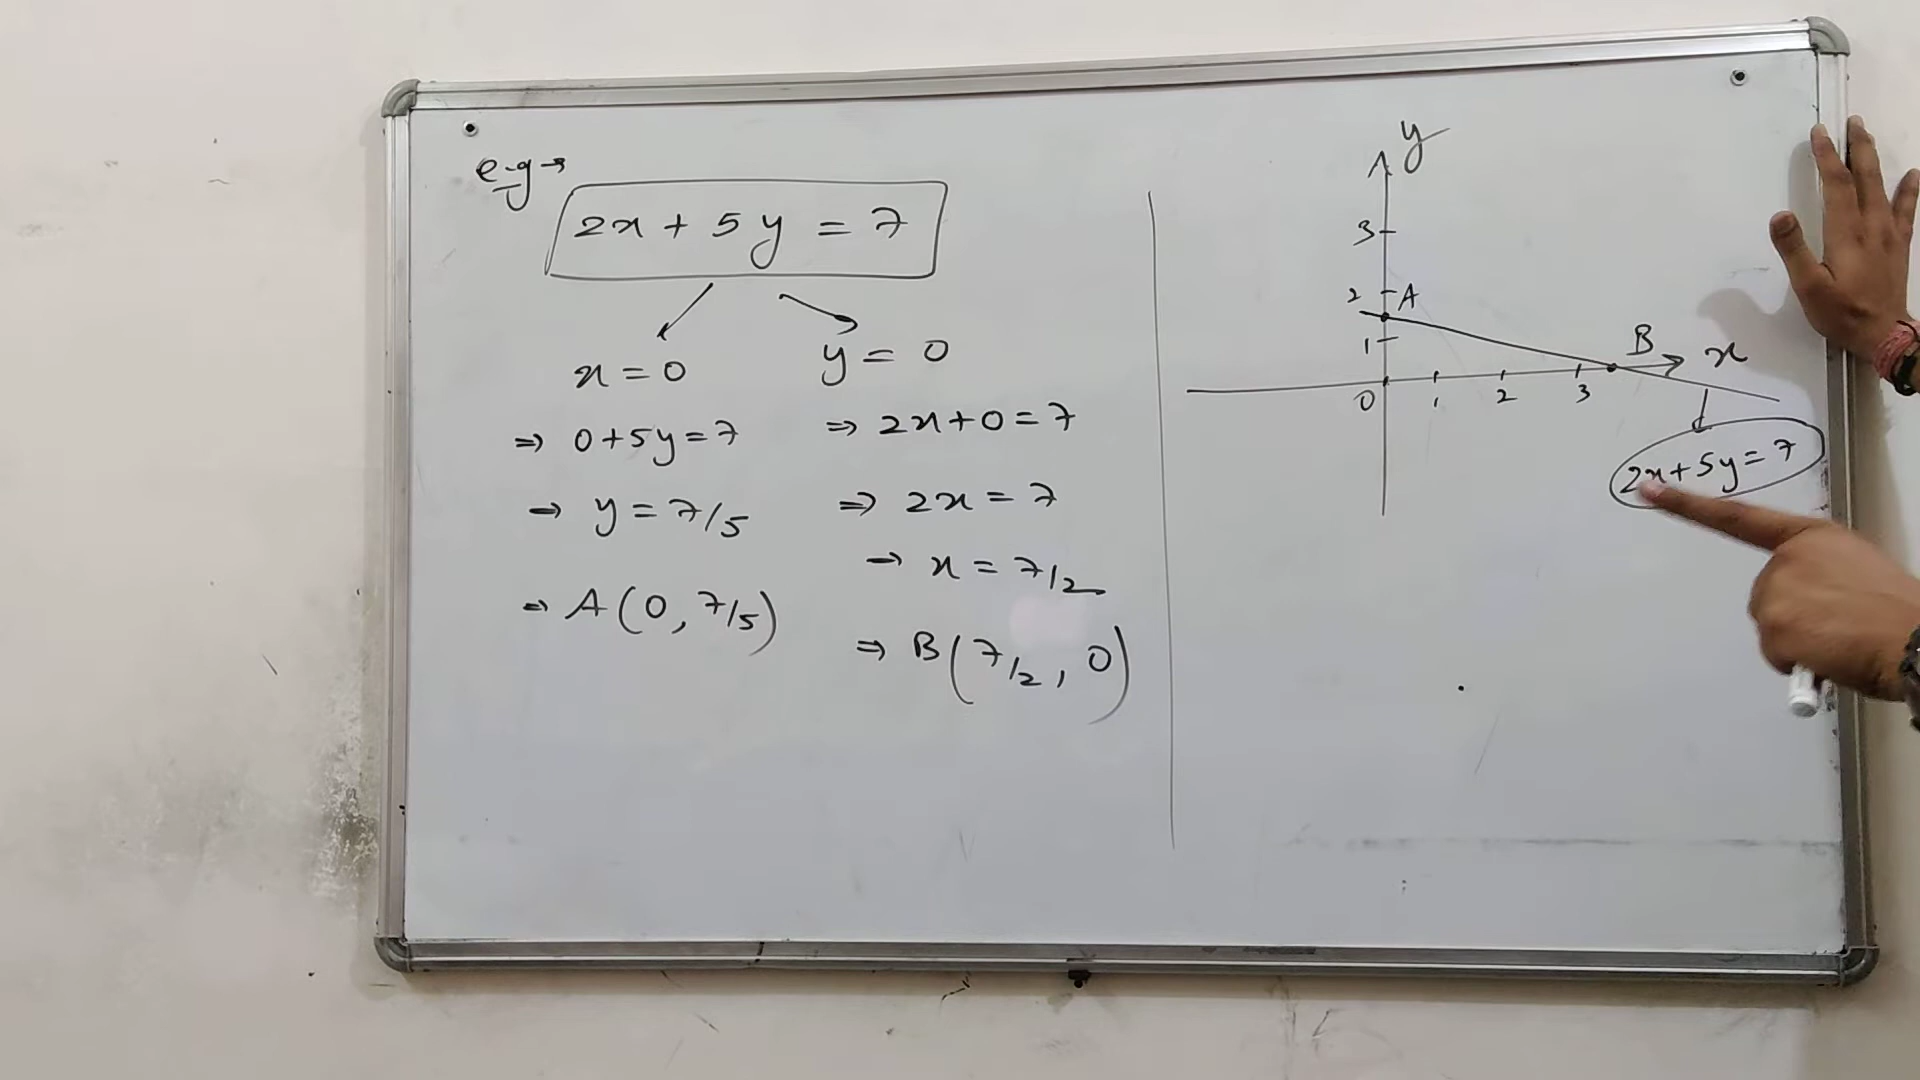 e.g →
2x + 5y = 7
x = 0
⇒ 0 + 5y = 7
→ y = 7/5
⇒ A(0, 7/5)
y = 0
⇒ 2x + 0 = 7
⇒ 2x = 7
→ x = 7/2
⇒ B(7/2, 0)
y
3
2 A
1
B x
0 1 2 3
2x + 5y = 7